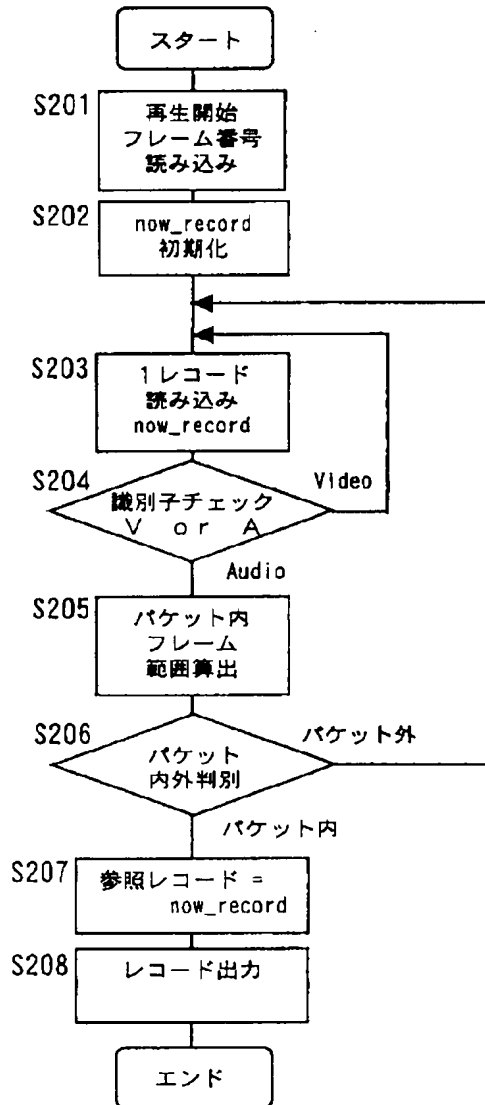 スタート
S201
再生開始
フレーム番号
読み込み
S202
now_record
初期化
S203
1レコード
読み込み
now_record
S204
識別子チェック
V or A
Video
Audio
S205
パケット内
フレーム
範囲算出
S206
パケット
内外判別
パケット外
パケット内
S207
参照レコード =
now_record
S208
レコード出力
エンド